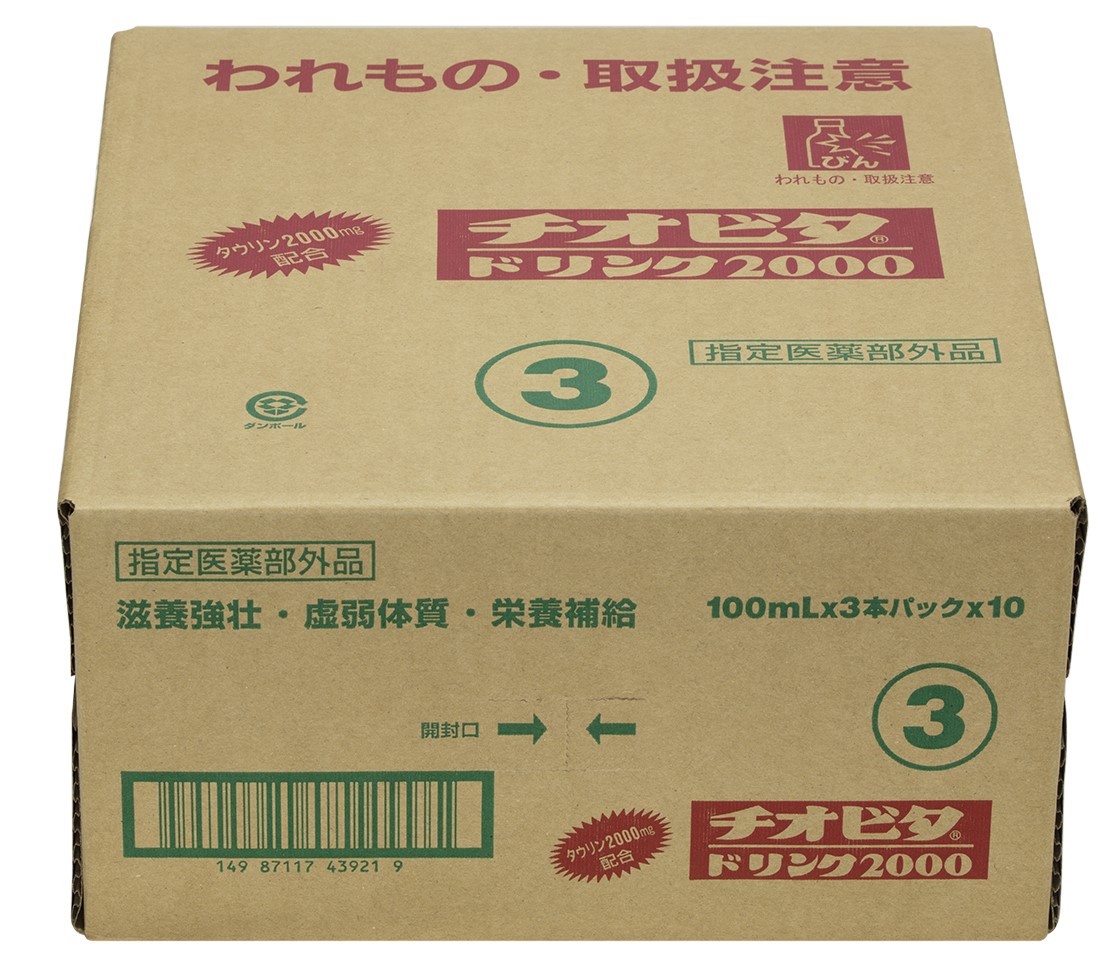 われもの・取扱注意
びん
われもの・取扱注意
チオビタ®
ドリンク2000
タウリン2000mg
配合
3
指定医薬部外品
ダンボール
指定医薬部外品
滋養強壮・虚弱体質・栄養補給
100mLx3本パックx10
3
開封口
149 87117 43921 9
タウリン2000mg
配合
チオビタ®
ドリンク2000